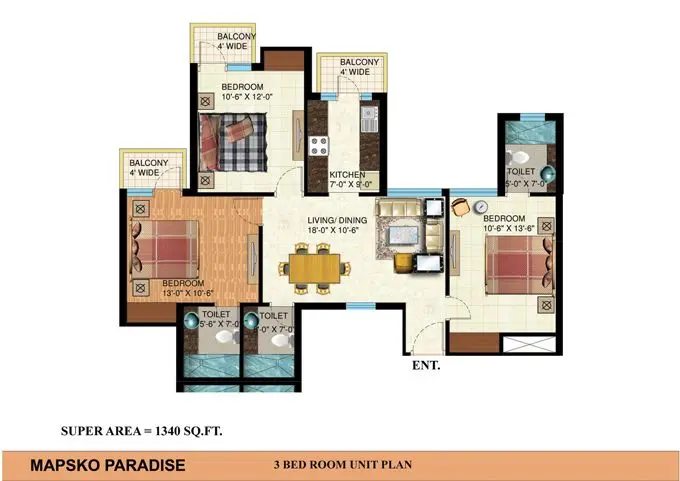 BALCONY
4' WIDE
BEDROOM
10'-6" X 12'-0"
BALCONY
4' WIDE
BALCONY
4' WIDE
KITCHEN
7'-0" X 9'-0"
TOILET
5'-0" X 7'-0"
LIVING/ DINING
18'-0" X 10'-6"
BEDROOM
10'-6" X 13'-6"
BEDROOM
13'-0" X 10'-6"
TOILET
5'-6" X 7'-0"
TOILET
X 7'-0"
ENT.
SUPER AREA = 1340 SQ.FT.
MAPSKO PARADISE
3 BED ROOM UNIT PLAN